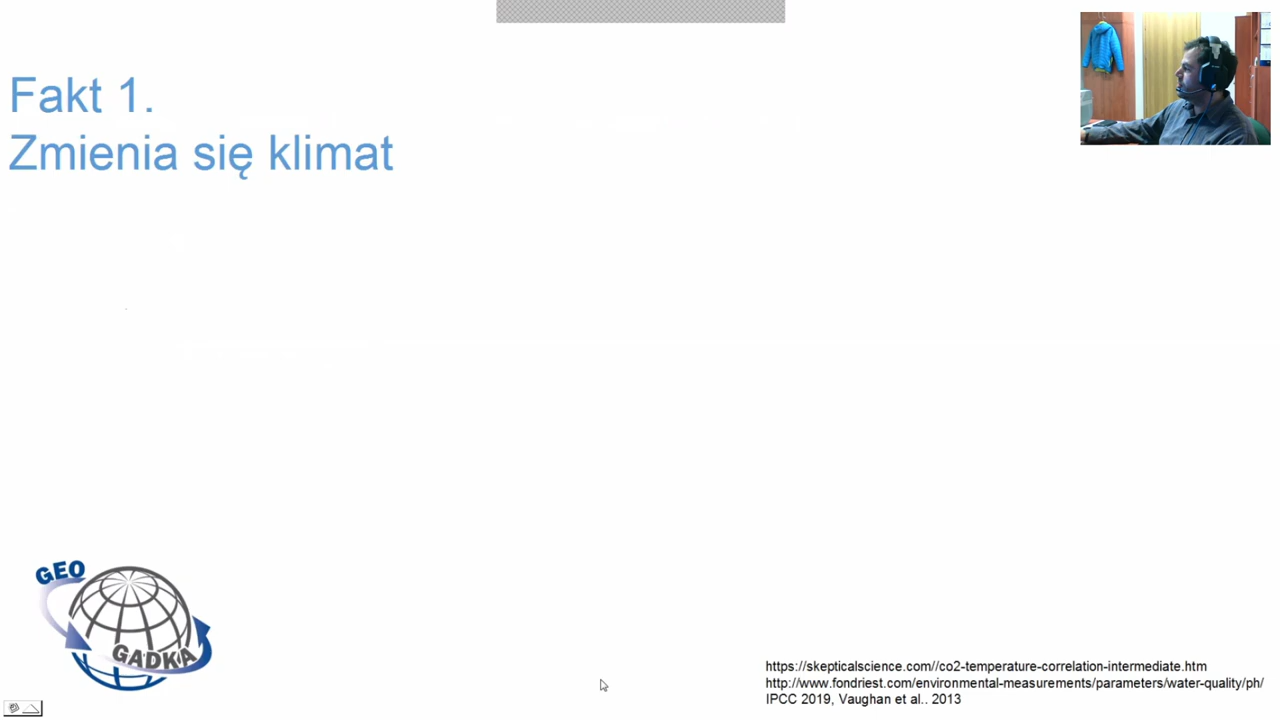 Fakt 1.
Zmienia się klimat
GEO
GADKA
https://skepticalscience.com//co2-temperature-correlation-intermediate.htm
http://www.fondriest.com/environmental-measurements/parameters/water-quality/ph/
IPCC 2019, Vaughan et al.. 2013